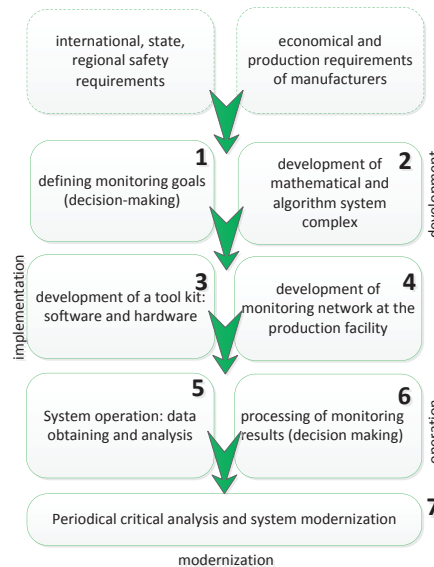 international, state,
regional safety
requirements
economical and
production requirements
of manufacturers
1
defining monitoring goals
(decision-making)
2
development of
mathematical and
algorithm system
complex
development
implementation
3
development of a tool kit:
software and hardware
4
development of
monitoring network at the
production facility
5
System operation: data
obtaining and analysis
6
processing of monitoring
results (decision making)
operation
7
Periodical critical analysis and system modernization
modernization